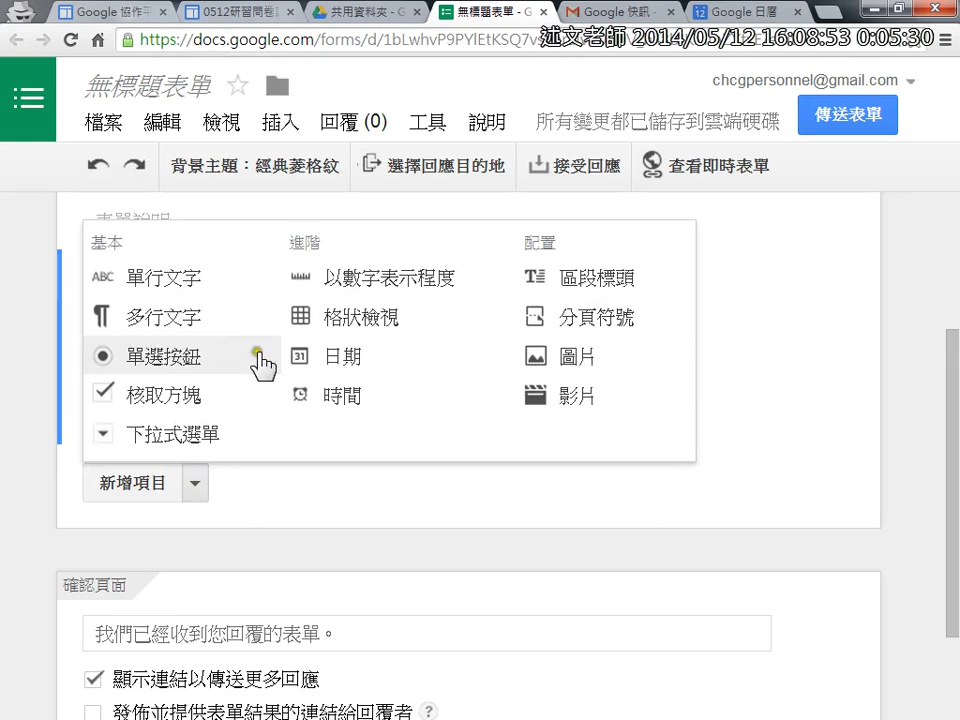 Google 協作平
0512研習問卷
共用資料夾 - G
無標題表單 - G
Google 快訊 -
Google 日曆
https://docs.google.com/forms/d/1bLwhvP9PYlEtKSQ7v
述文老師 2014/05/12 16:08:53 0:05:30
無標題表單
chcgpersonnel@gmail.com
檔案 編輯 檢視 插入 回覆 (0) 工具 說明 所有變更都已儲存到雲端硬碟
傳送表單
背景主題：經典菱格紋 選擇回應目的地 接受回應 查看即時表單
表單說明
基本 進階 配置
ABC 單行文字 以數字表示程度 區段標頭
多行文字 格狀檢視 分頁符號
單選按鈕 31 日期 圖片
核取方塊 時間 影片
下拉式選單
新增項目
確認頁面
我們已經收到您回覆的表單。
顯示連結以傳送更多回應
發佈並提供表單結果的連結給回覆者 ?